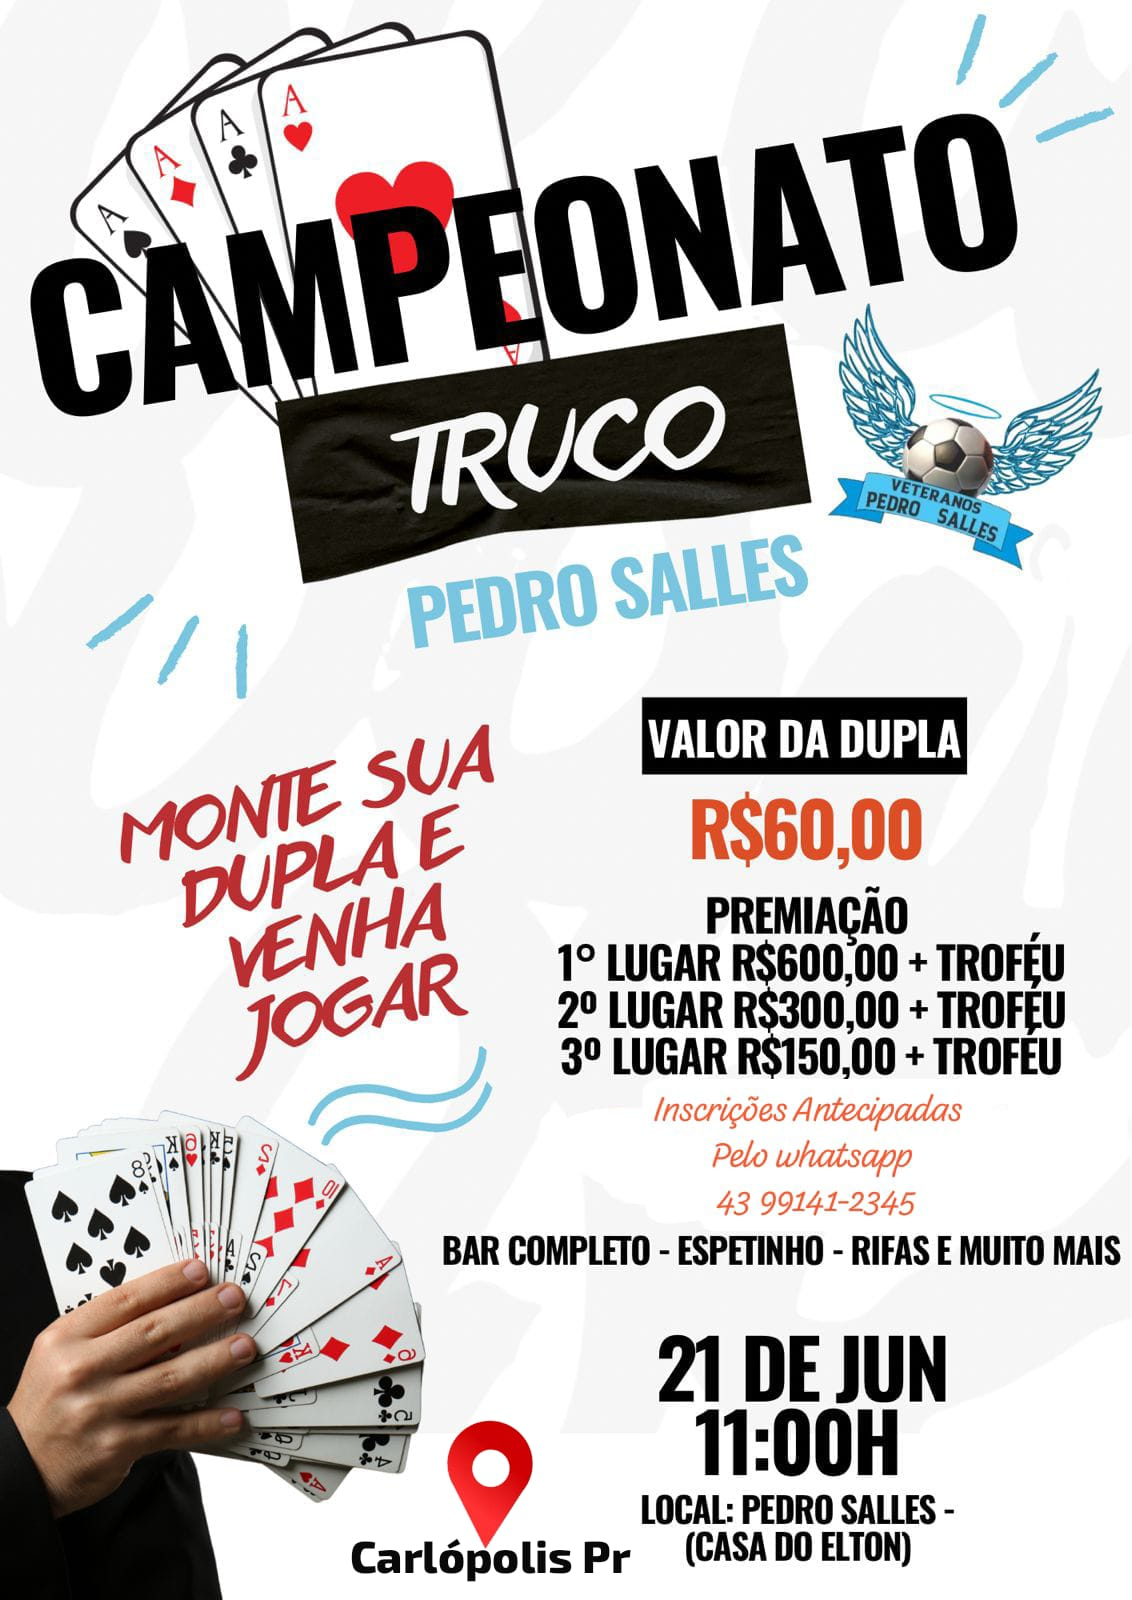 CAMPEONATO
TRUCO
VETERANOS
PEDRO SALLES
PEDRO SALLES
MONTE SUA
DUPLA E
VENHA
JOGAR
VALOR DA DUPLA
R$60,00
PREMIAÇÃO
1° LUGAR R$600,00 + TROFÉU
2º LUGAR R$300,00 + TROFÉU
3º LUGAR R$150,00 + TROFÉU
Inscrições Antecipadas
Pelo whatsapp
43 99141-2345
BAR COMPLETO - ESPETINHO - RIFAS E MUITO MAIS
21 DE JUN
11:00H
LOCAL: PEDRO SALLES -
(CASA DO ELTON)
Carlópolis Pr